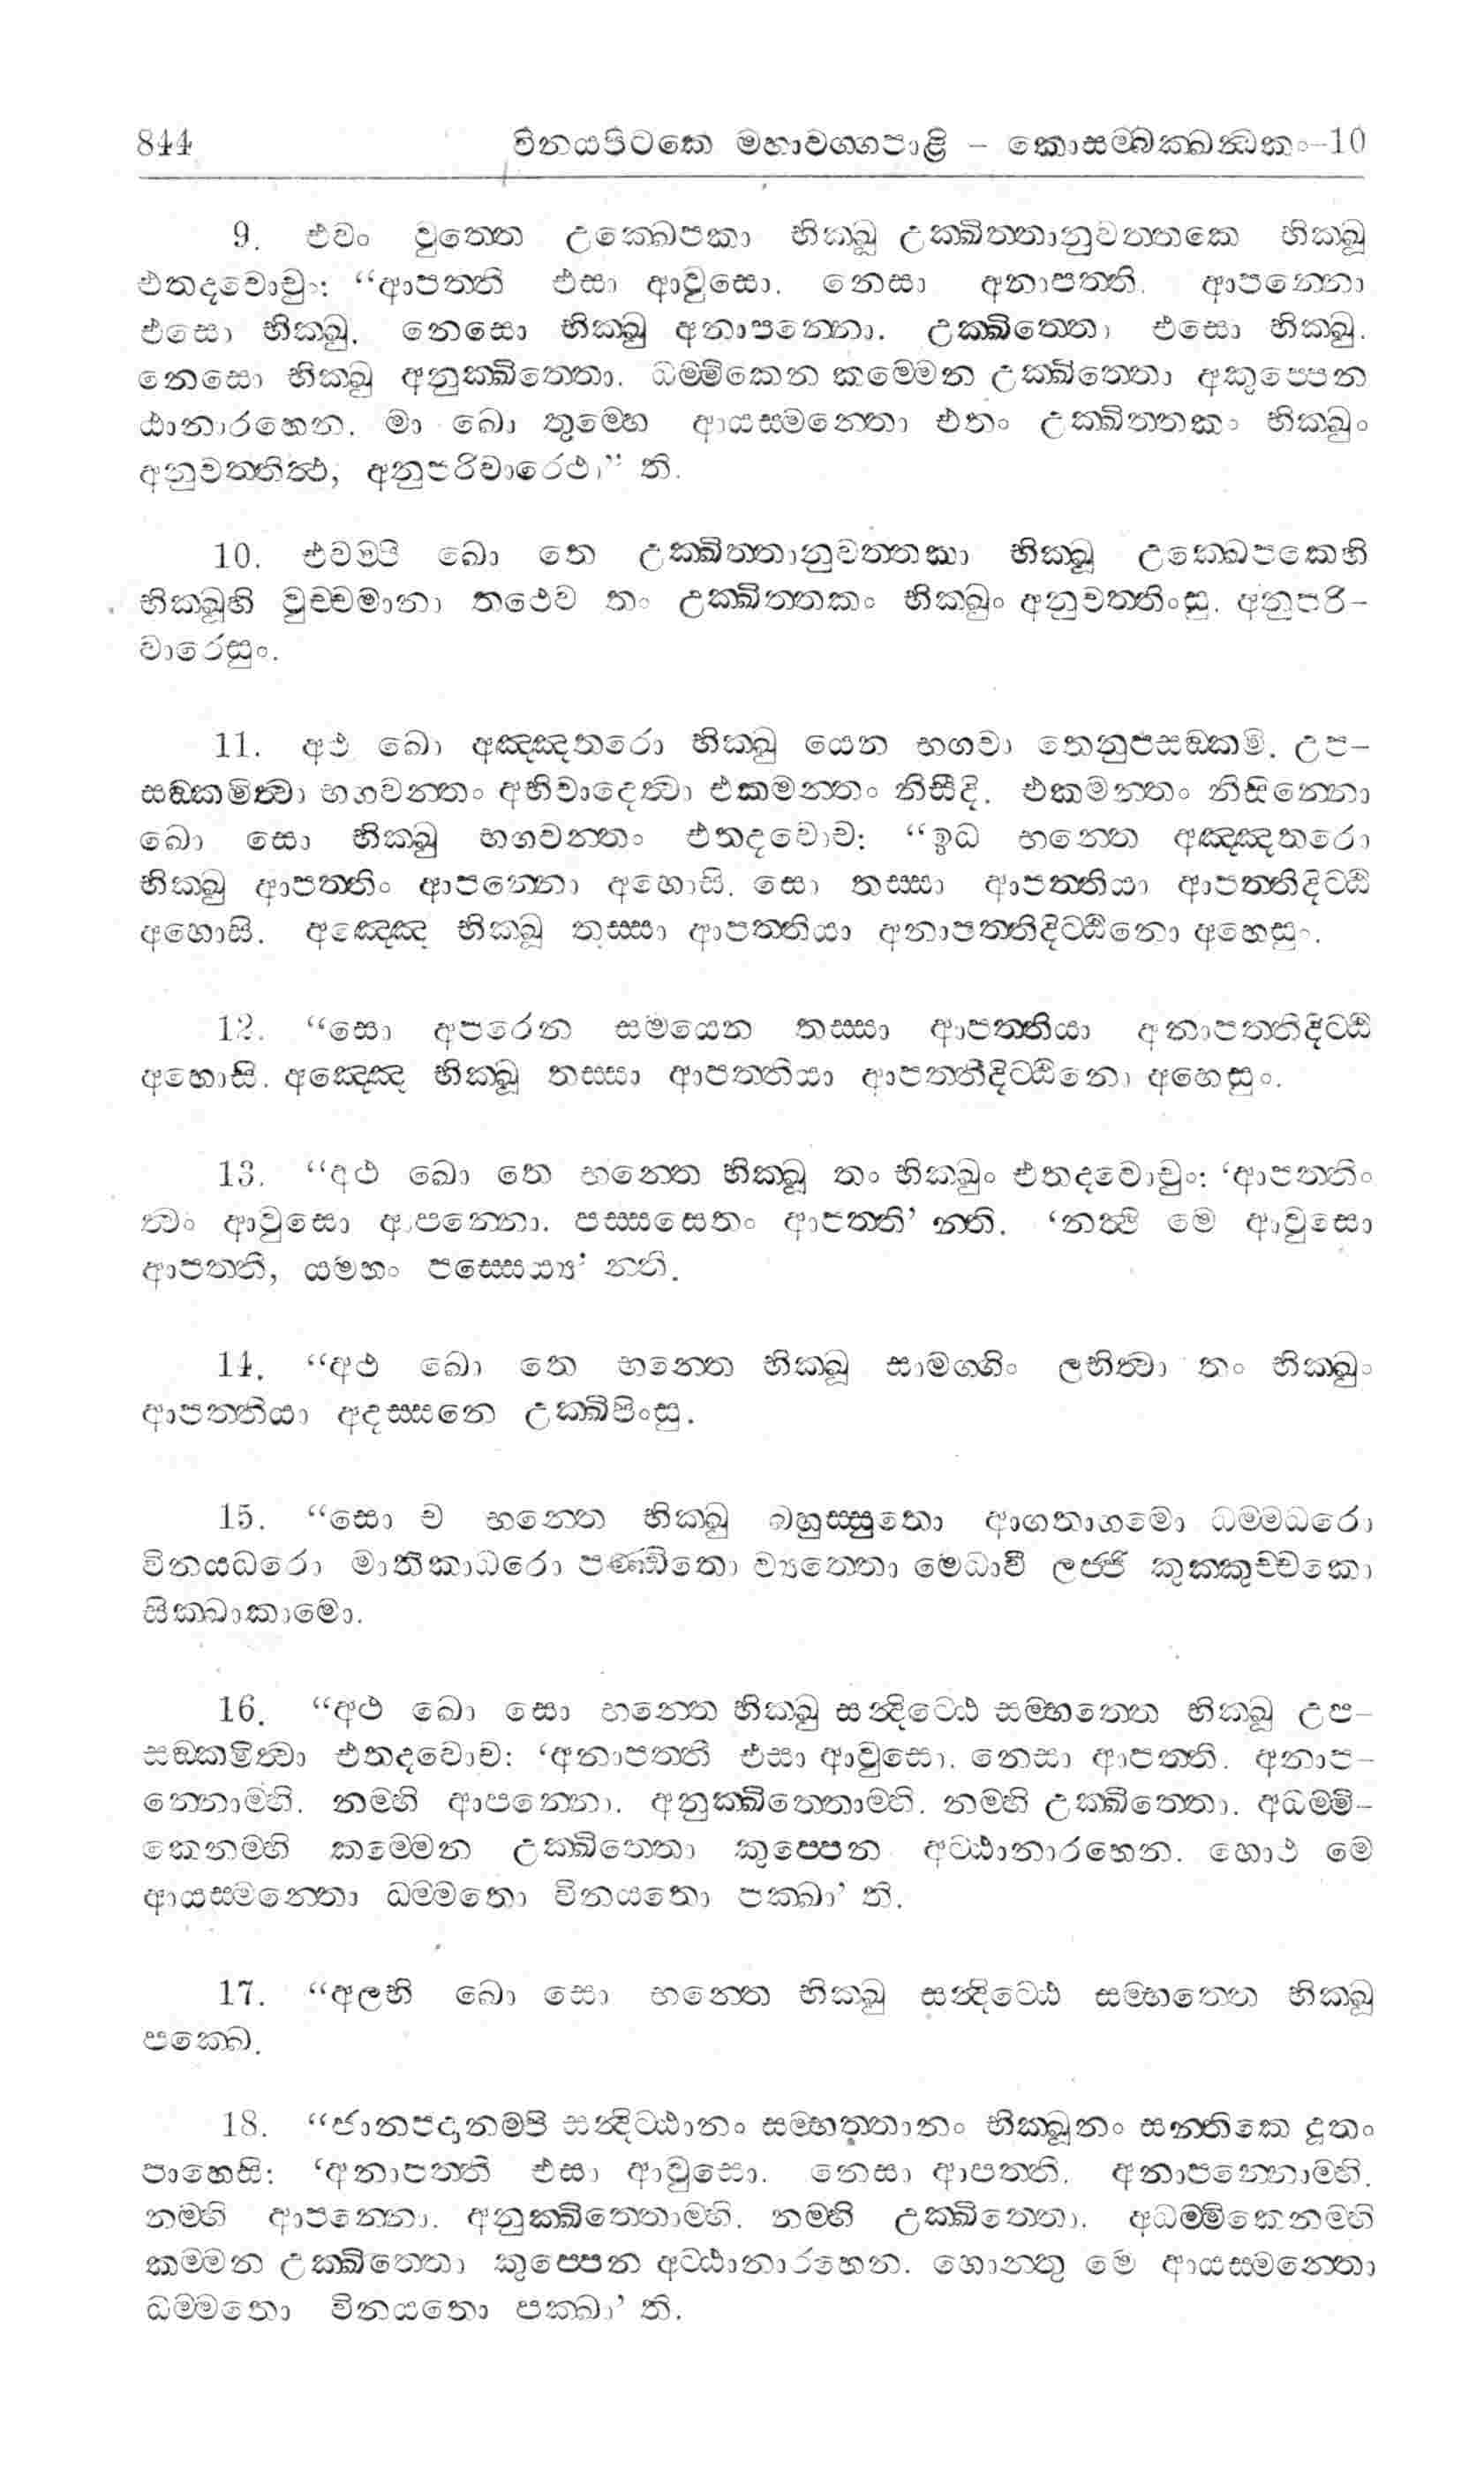 844 විනයපිටකෙ මහාවග්ගපාළි – කොසම්බක්ඛන්ධකං–10
9. එවං වුත්තෙ උක්ඛෙපකා භික්ඛූ උක්ඛිත්තානුවත්තකෙ භික්ඛූ
එතදවොචුං: “ආපත්ති එසා ආවුසො. නෙසා අනාපත්ති. ආපන්නො
එසො භික්ඛු. නෙසො භික්ඛු අනාපන්නො. උක්ඛිත්තො එසො භික්ඛු.
නෙසො භික්ඛු අනුක්ඛිත්තො. ධම්මිකෙන කම්මෙන උක්ඛිත්තො අකුප්පෙන
ඨානාරහෙන. මා ඛො තුම්හෙ ආයස්මන්තො එතං උක්ඛිත්තකං භික්ඛුං
අනුවත්තිත්ථ, අනුපරිවාරෙථා” ති.
10. එවම්පි ඛො තෙ උක්ඛිත්තානුවත්තකා භික්ඛූ උක්ඛෙපකෙහි
භික්ඛූහි වුච්චමානා තථෙව තං උක්ඛිත්තකං භික්ඛුං අනුවත්තිංසු. අනුපරි-
වාරෙසුං.
11. අථ ඛො අඤ්ඤතරො භික්ඛු යෙන භගවා තෙනුපසඞ්කමි. උප-
සඞ්කමිත්වා භගවන්තං අභිවාදෙත්වා එකමන්තං නිසීදි. එකමන්තං නිසින්නො
ඛො සො භික්ඛු භගවන්තං එතදවොච: “ඉධ භන්තෙ අඤ්ඤතරො
භික්ඛු ආපත්තිං ආපන්නො අහොසි. සො තස්සා ආපත්තියා ආපත්තිදිට්ඨි
අහොසි. අඤ්ඤෙ භික්ඛූ තස්සා ආපත්තියා අනාපත්තිදිට්ඨිනො අහෙසුං.
12. “සො අපරෙන සමයෙන තස්සා ආපත්තියා අනාපත්තිදිට්ඨි
අහොසි. අඤ්ඤෙ භික්ඛූ තස්සා ආපත්තියා ආපත්තිදිට්ඨිනො අහෙසුං.
13. “අථ ඛො තෙ භන්තෙ භික්ඛූ තං භික්ඛුං එතදවොචුං: ‘ආපත්තිං
ත්වං ආවුසො ආපන්නො. පස්සසෙතං ආපත්ති’ න්ති. ‘නත්ථි මෙ ආවුසො
ආපත්ති, යමහං පස්සෙය්‍ය’ න්ති.
14. “අථ ඛො තෙ භන්තෙ භික්ඛූ සාමග්ගිං ලභිත්වා තං භික්ඛුං
ආපත්තියා අදස්සනෙ උක්ඛිපිංසු.
15. “සො ච භන්තෙ භික්ඛු බහුස්සුතො ආගතාගමො ධම්මධරො
විනයධරො මාතිකාධරො පණ්ඩිතො ව්‍යත්තො මෙධාවී ලජ්ජි කුක්කුච්චකො
සික්ඛාකාමො.
16. “අථ ඛො සො භන්තෙ භික්ඛු සන්දිට්ඨෙ සම්භත්තෙ භික්ඛූ උප-
සඞ්කමිත්වා එතදවොච: ‘අනාපත්ති එසා ආවුසො. නෙසා ආපත්ති. අනාප-
න්නොම්හි. නම්හි ආපන්නො. අනුක්ඛිත්තොම්හි. නම්හි උක්ඛිත්තො. අධම්මි-
කෙනම්හි කම්මෙන උක්ඛිත්තො කුප්පෙන අට්ඨානාරහෙන. හොථ මෙ
ආයස්මන්තො ධම්මතො විනයතො පක්ඛා’ ති.
17. “අලභි ඛො සො භන්තෙ භික්ඛු සන්දිට්ඨෙ සම්භත්තෙ භික්ඛූ
පක්ඛෙ.
18. “ජානපදානම්පි සන්දිට්ඨානං සම්භත්තානං භික්ඛූනං සන්තිකෙ දූතං
පාහෙසි: ‘අනාපත්ති එසා ආවුසො. නෙසා ආපත්ති. අනාපන්නොම්හි.
නම්හි ආපන්නො. අනුක්ඛිත්තොම්හි. නම්හි උක්ඛිත්තො. අධම්මිකෙනම්හි
කම්මන උක්ඛිත්තො කුප්පෙන අට්ඨානාරහෙන. හොන්තු මෙ ආයස්මන්තො
ධම්මතො විනයතො පක්ඛා’ ති.